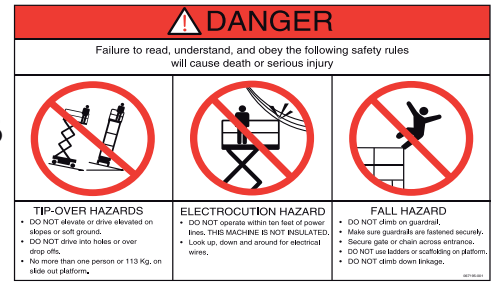 DANGER
Failure to read, understand, and obey the following safety rules
will cause death or serious injury
TIP-OVER HAZARDS
• DO NOT elevate or drive elevated on
slopes or soft ground.
• DO NOT drive into holes or over
drop offs.
• No more than one person or 113 Kg. on
slide out platform.
ELECTROCUTION HAZARD
• DO NOT operate within ten feet of power
lines. THIS MACHINE IS NOT INSULATED.
• Look up, down and around for electrical
wires.
FALL HAZARD
• DO NOT climb on guardrail.
• Make sure guardrails are fastened securely.
• Secure gate or chain across entrance.
• DO NOT use ladders or scaffolding on platform.
• DO NOT climb down linkage.